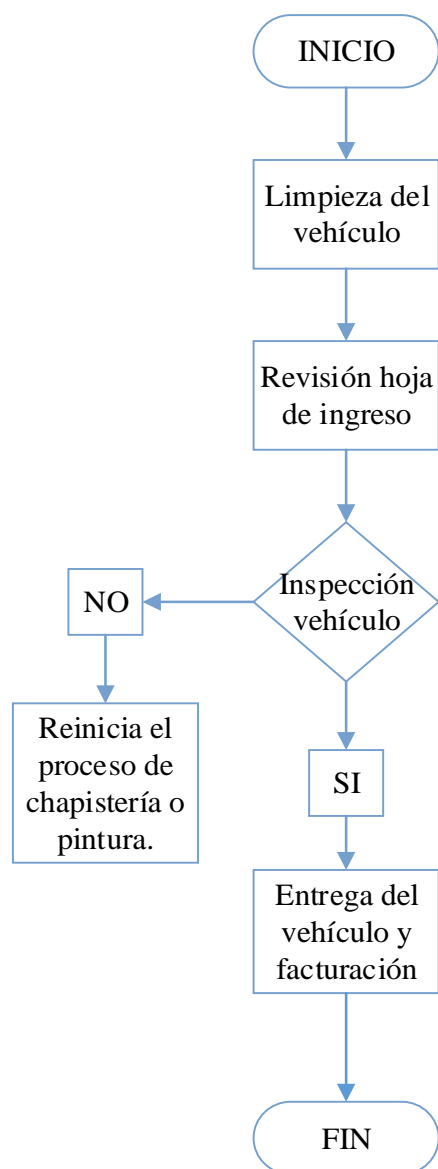 INICIO
Limpieza del
vehículo
Revisión hoja
de ingreso
Inspección
vehículo
NO
Reinicia el
proceso de
chapistería o
pintura.
SI
Entrega del
vehículo y
facturación
FIN